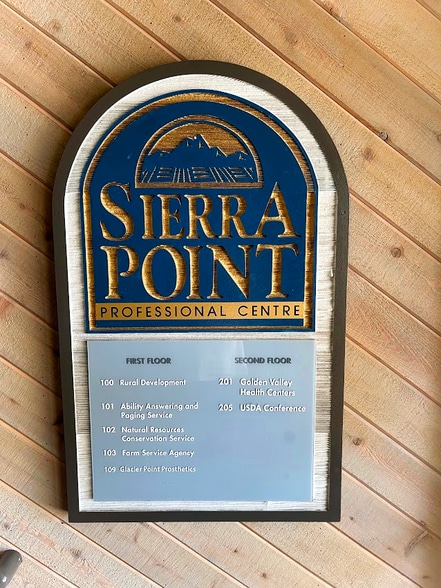 SIERRA
POINT
PROFESSIONAL CENTRE
FIRST FLOOR
100 Rural Development
101 Ability Answering and
Paging Service
102 Natural Resources
Conservation Service
103 Farm Service Agency
109 Glacier Point Prosthetics
SECOND FLOOR
201 Golden Valley
Health Centers
205 USDA Conference